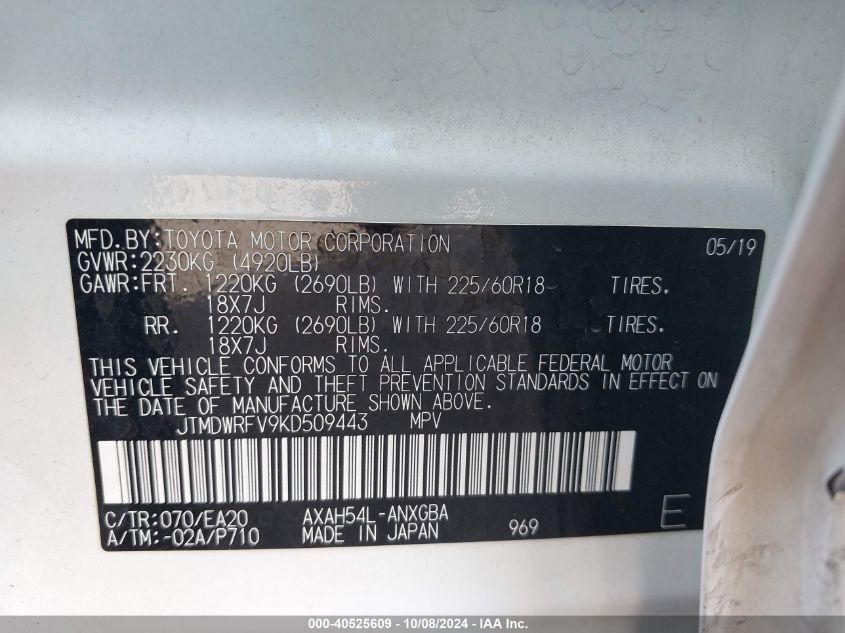 MFD. BY: TOYOTA MOTOR CORPORATION 05/19
GVWR: 2230KG (4920LB)
GAWR: FRT. 1220KG (2690LB) WITH 225/60R18 TIRES.
18X7J RIMS.
RR. 1220KG (2690LB) WITH 225/60R18 TIRES.
18X7J RIMS.
THIS VEHICLE CONFORMS TO ALL APPLICABLE FEDERAL MOTOR
VEHICLE SAFETY AND THEFT PREVENTION STANDARDS IN EFFECT ON
THE DATE OF MANUFACTURE SHOWN ABOVE.
JTMDWRFV9KD509443 MPV
C/TR: 070/EA20 AXAH54L-ANXGBA E
A/TM: -02A/P710 MADE IN JAPAN 969
000-40525609 - 10/08/2024 - IAA Inc.